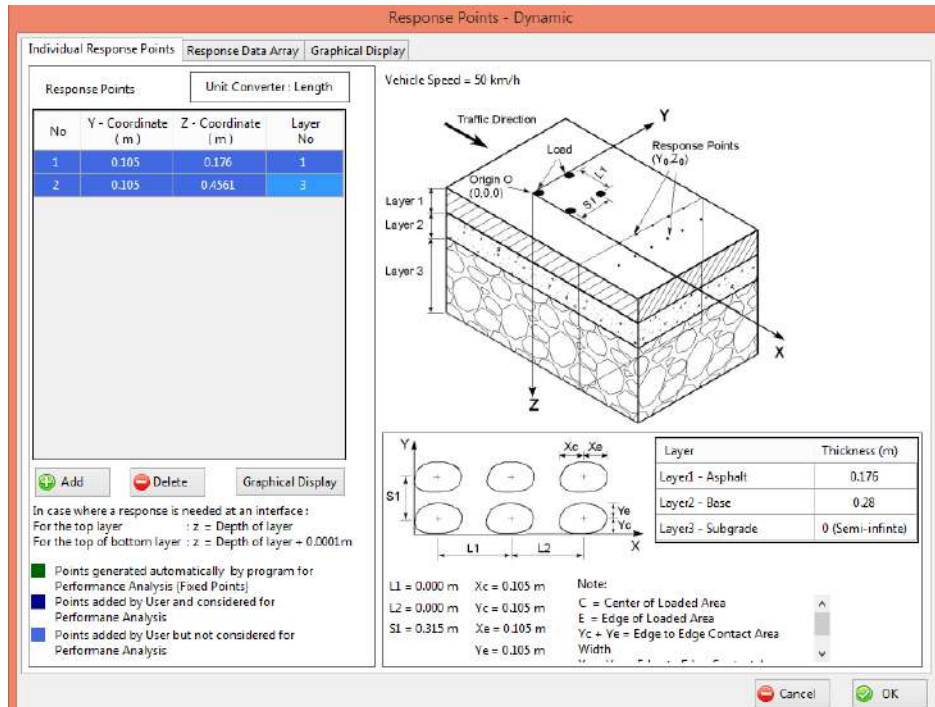 Response Points - Dynamic
Individual Response Points
Response Data Array
Graphical Display
Response Points
Unit Converter : Length
No
Y - Coordinate
( m )
Z - Coordinate
( m )
Layer
No
1 0.105 0.176 1
2 0.105 0.4561 3
Add
Delete
Graphical Display
In case where a response is needed at an interface :
For the top layer : z = Depth of layer
For the top of bottom layer : z = Depth of layer + 0.0001m
Points generated automatically by program for
Performance Analysis (Fixed Points)
Points added by User and considered for
Performane Analysis
Points added by User but not considered for
Performane Analysis
Vehicle Speed = 50 km/h
Traffic Direction
Y
Load
Response Points
(Y0,Z0)
L1
Origin O
(0,0,0)
S1
Layer 1
Layer 2
Layer 3
X
Z
Y
Xc Xe
S1
Ye
Yc
L1
L2
X
Layer Thickness (m)
Layer1 - Asphalt 0.176
Layer2 - Base 0.28
Layer3 - Subgrade 0 (Semi-infinte)
L1 = 0.000 m Xc = 0.105 m
L2 = 0.000 m Yc = 0.105 m
S1 = 0.315 m Xe = 0.105 m
Ye = 0.105 m
Note:
C = Center of Loaded Area
E = Edge of Loaded Area
Yc + Ye = Edge to Edge Contact Area
Width
Cancel
OK